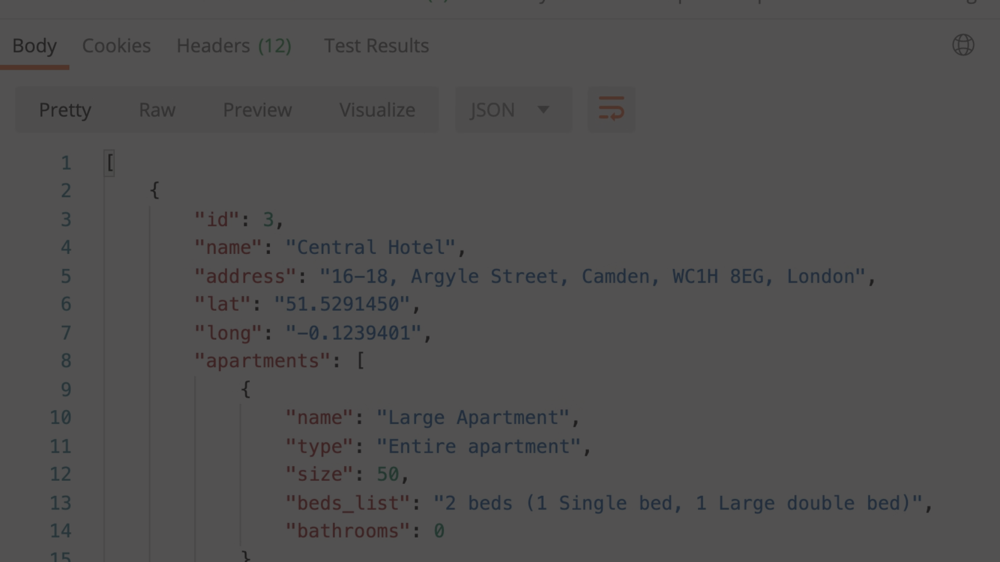 Body Cookies Headers (12) Test Results
Pretty Raw Preview Visualize JSON
1 [
2 {
3 "id": 3,
4 "name": "Central Hotel",
5 "address": "16-18, Argyle Street, Camden, WC1H 8EG, London",
6 "lat": "51.5291450",
7 "long": "-0.1239401",
8 "apartments": [
9 {
10 "name": "Large Apartment",
11 "type": "Entire apartment",
12 "size": 50,
13 "beds_list": "2 beds (1 Single bed, 1 Large double bed)",
14 "bathrooms": 0
15 }